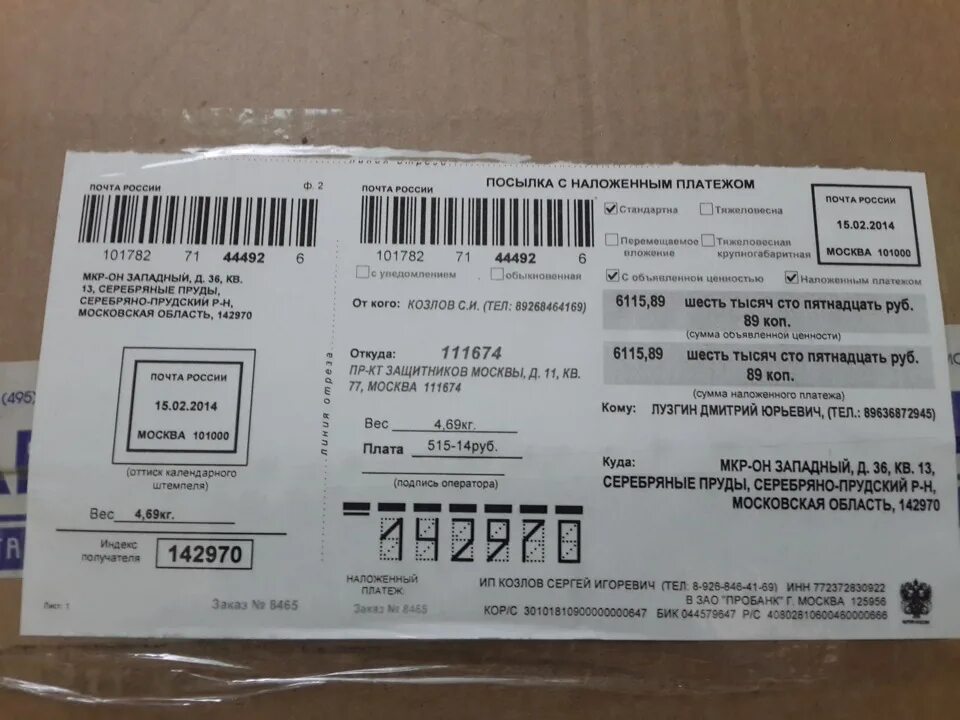 линия отреза
ПОЧТА РОССИИ
ф. 2
101782 71 44492 6
МКР-ОН ЗАПАДНЫЙ, Д. 36, КВ.
13, СЕРЕБРЯНЫЕ ПРУДЫ,
СЕРЕБРЯНО-ПРУДСКИЙ Р-Н,
МОСКОВСКАЯ ОБЛАСТЬ, 142970
ПОЧТА РОССИИ
15.02.2014
МОСКВА 101000
(оттиск календарного
штемпеля)
Вес 4,69кг.
Индекс
получателя
142970
Лист: 1
Заказ № 8465
линия отреза
ПОЧТА РОССИИ
ПОСЫЛКА С НАЛОЖЕННЫМ ПЛАТЕЖОМ
101782 71 44492 6
с уведомлением
обыкновенная
От кого: КОЗЛОВ С.И. (ТЕЛ: 89268464169)
Откуда: 111674
ПР-КТ ЗАЩИТНИКОВ МОСКВЫ, Д. 11, КВ.
77, МОСКВА 111674
Вес 4,69кг.
Плата 515-14руб.
(подпись оператора)
142970
Стандартна
Тяжеловесна
Перемещаемое
вложение
Тяжеловесная
крупногабаритная
С объявленной ценностью
Наложенным платежом
ПОЧТА РОССИИ
15.02.2014
МОСКВА 101000
6115,89 шесть тысяч сто пятнадцать руб.
89 коп.
(сумма объявленной ценности)
6115,89 шесть тысяч сто пятнадцать руб.
89 коп.
(сумма наложенного платежа)
Кому: ЛУЗГИН ДМИТРИЙ ЮРЬЕВИЧ, (ТЕЛ.: 89636872945)
Куда: МКР-ОН ЗАПАДНЫЙ, Д. 36, КВ. 13,
СЕРЕБРЯНЫЕ ПРУДЫ, СЕРЕБРЯНО-ПРУДСКИЙ Р-Н,
МОСКОВСКАЯ ОБЛАСТЬ, 142970
НАЛОЖЕННЫЙ
ПЛАТЕЖ
Заказ № 8465
ИП КОЗЛОВ СЕРГЕЙ ИГОРЕВИЧ (ТЕЛ: 8-926-846-41-69) ИНН 772372830922
В ЗАО "ПРОБАНК" Г. МОСКВА 125956
КОР/С 30101810900000000647 БИК 044579647 Р/С 40802810600460000666
(495)